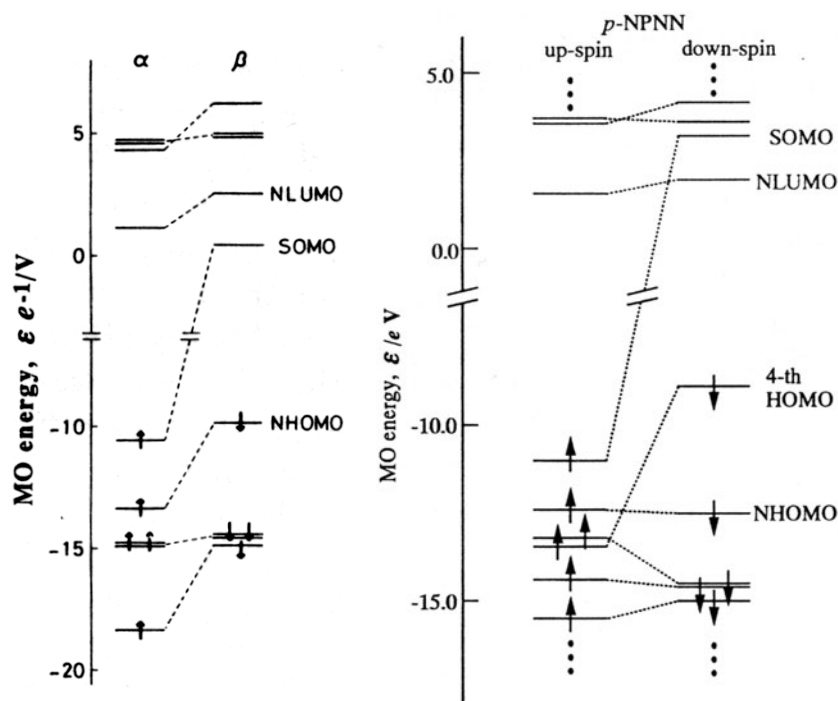 α β
5
0
-10
-15
-20
MO energy, ε e⁻¹/V
NLUMO
SOMO
NHOMO
p-NPNN
up-spin down-spin
5.0
0.0
-10.0
-15.0
MO energy, ε/e V
SOMO
NLUMO
4-th
HOMO
NHOMO